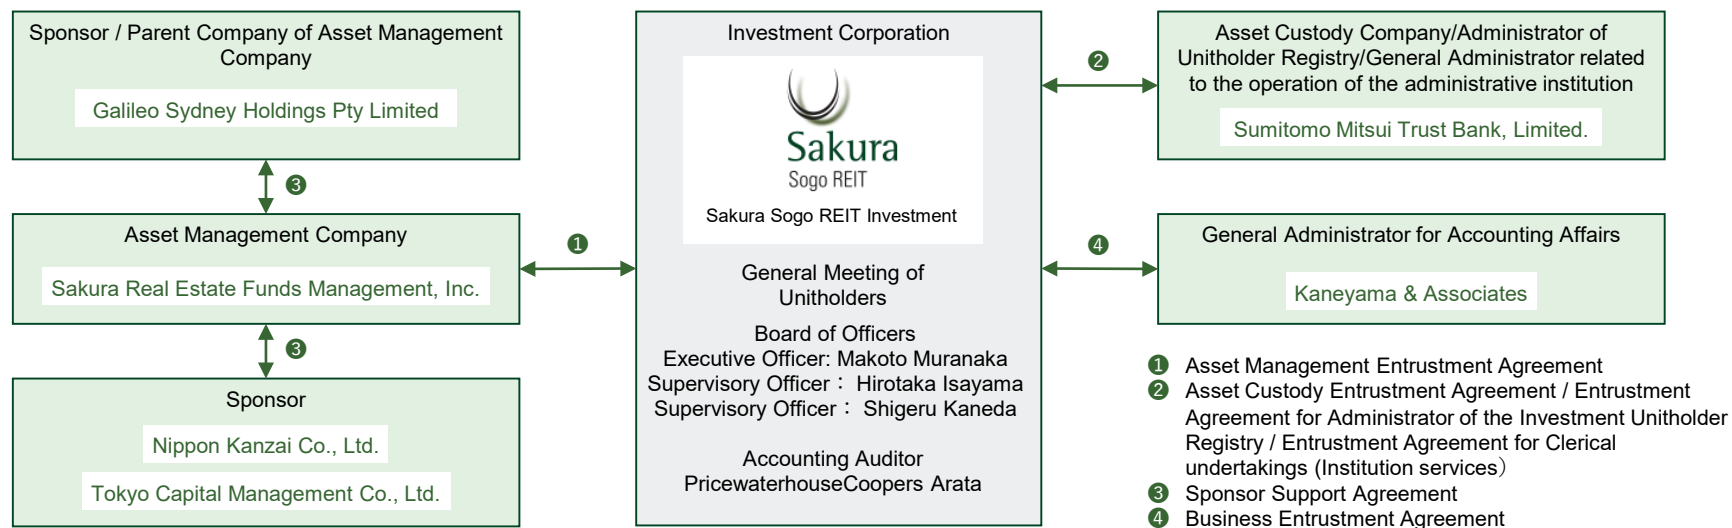 Sponsor / Parent Company of Asset Management
Company
Galileo Sydney Holdings Pty Limited
❸
Asset Management Company
Sakura Real Estate Funds Management, Inc.
❸
Sponsor
Nippon Kanzai Co., Ltd.
Tokyo Capital Management Co., Ltd.
❶
Investment Corporation
Sakura
Sogo REIT
Sakura Sogo REIT Investment
General Meeting of
Unitholders
Board of Officers
Executive Officer: Makoto Muranaka
Supervisory Officer： Hirotaka Isayama
Supervisory Officer： Shigeru Kaneda
Accounting Auditor
PricewaterhouseCoopers Arata
❷
Asset Custody Company/Administrator of
Unitholder Registry/General Administrator related
to the operation of the administrative institution
Sumitomo Mitsui Trust Bank, Limited.
❹
General Administrator for Accounting Affairs
Kaneyama & Associates
❶ Asset Management Entrustment Agreement
❷ Asset Custody Entrustment Agreement / Entrustment
Agreement for Administrator of the Investment Unitholder
Registry / Entrustment Agreement for Clerical
undertakings (Institution services）
❸ Sponsor Support Agreement
❹ Business Entrustment Agreement